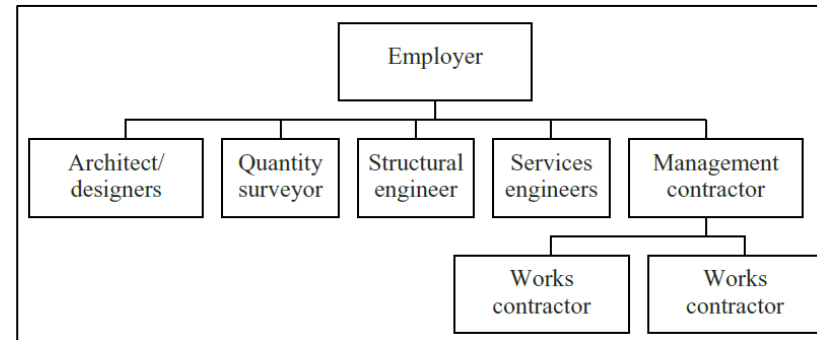 Employer
Architect/
designers
Quantity
surveyor
Structural
engineer
Services
engineers
Management
contractor
Works
contractor
Works
contractor